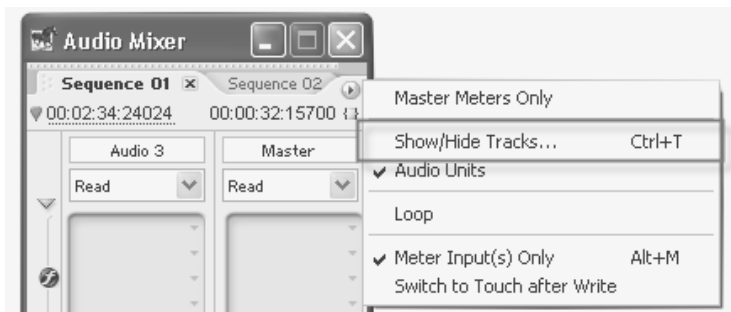 Audio Mixer
Sequence 01 Sequence 02
00:02:34:24024 00:00:32:15700
Audio 3 Master
Read Read
Master Meters Only
Show/Hide Tracks... Ctrl+T
Audio Units
Loop
Meter Input(s) Only Alt+M
Switch to Touch after Write